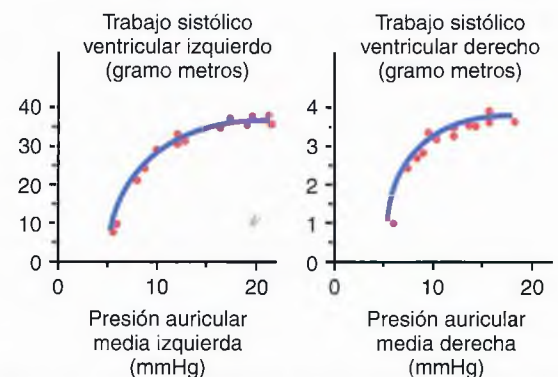 Trabajo sistólico
ventricular izquierdo
(gramo metros)
40
30
20
10
0
0 10 20
Presión auricular
media izquierda
(mmHg)
Trabajo sistólico
ventricular derecho
(gramo metros)
4
3
2
1
0
0 10 20
Presión auricular
media derecha
(mmHg)